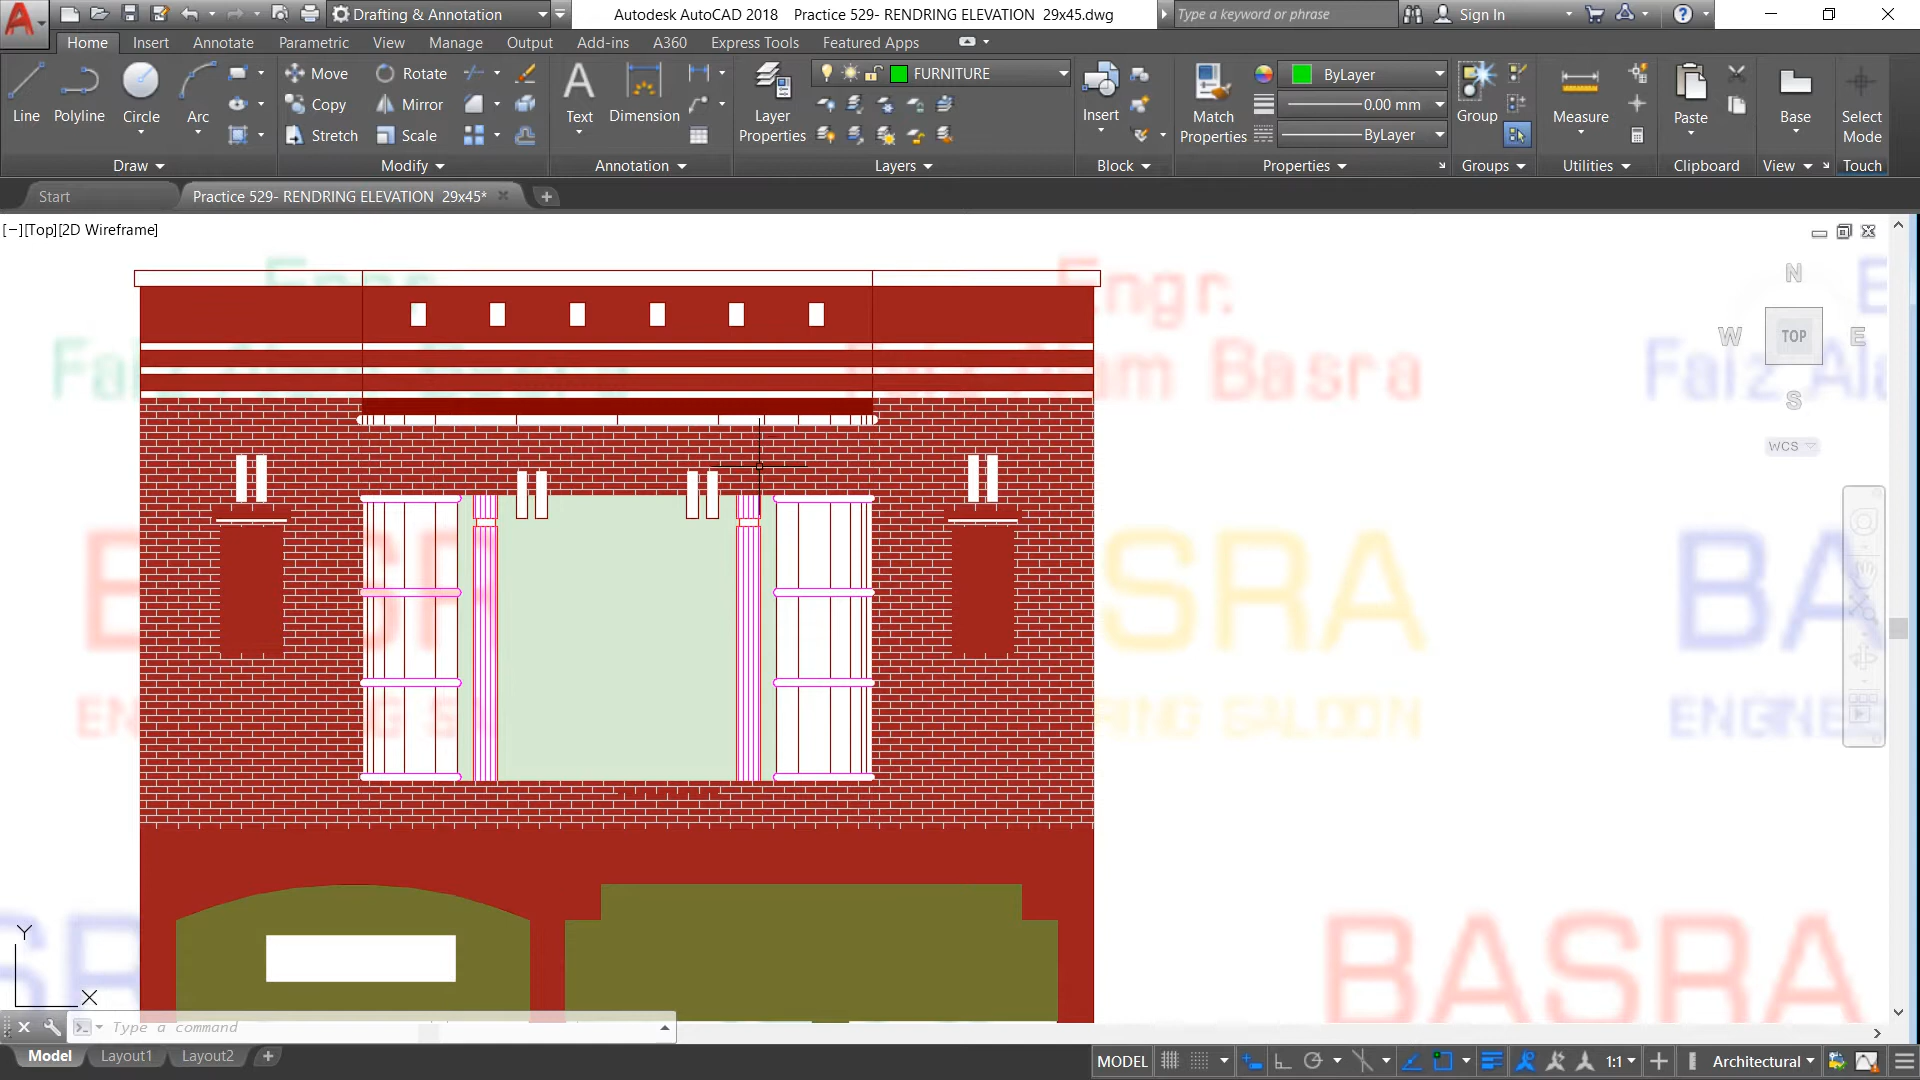 Drafting & Annotation
Autodesk AutoCAD 2018 Practice 529- RENDRING ELEVATION 29x45.dwg
Type a keyword or phrase
Sign In
Home Insert Annotate Parametric View Manage Output Add-ins A360 Express Tools Featured Apps
Line
Polyline
Circle
Arc
Draw
Move
Copy
Stretch
Rotate
Mirror
Scale
Modify
Text
Dimension
Annotation
Layer
Properties
FURNITURE
Layers
Insert
Block
Match
Properties
ByLayer
0.00 mm
ByLayer
Properties
Group
Groups
Measure
Utilities
Paste
Clipboard
Base
View
Select
Mode
Touch
Start
Practice 529- RENDRING ELEVATION 29x45*
[−][Top][2D Wireframe]
N
W
TOP
E
S
WCS
Engr.
Basra
BASRA
BASRA
Y
X
Type a command
Model Layout1 Layout2
MODEL
1:1
Architectural